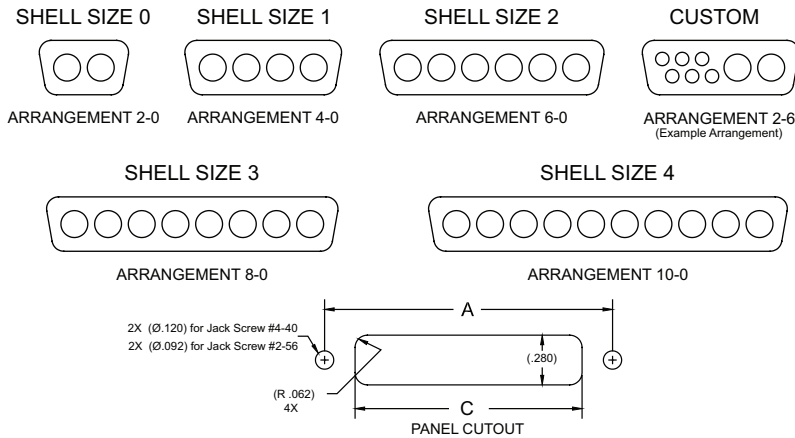 SHELL SIZE 0
SHELL SIZE 1
SHELL SIZE 2
CUSTOM
ARRANGEMENT 2-0
ARRANGEMENT 4-0
ARRANGEMENT 6-0
ARRANGEMENT 2-6
(Example Arrangement)
SHELL SIZE 3
SHELL SIZE 4
ARRANGEMENT 8-0
ARRANGEMENT 10-0
A
2X (Ø.120) for Jack Screw #4-40
2X (Ø.092) for Jack Screw #2-56
(.280)
(R .062)
4X
C
PANEL CUTOUT